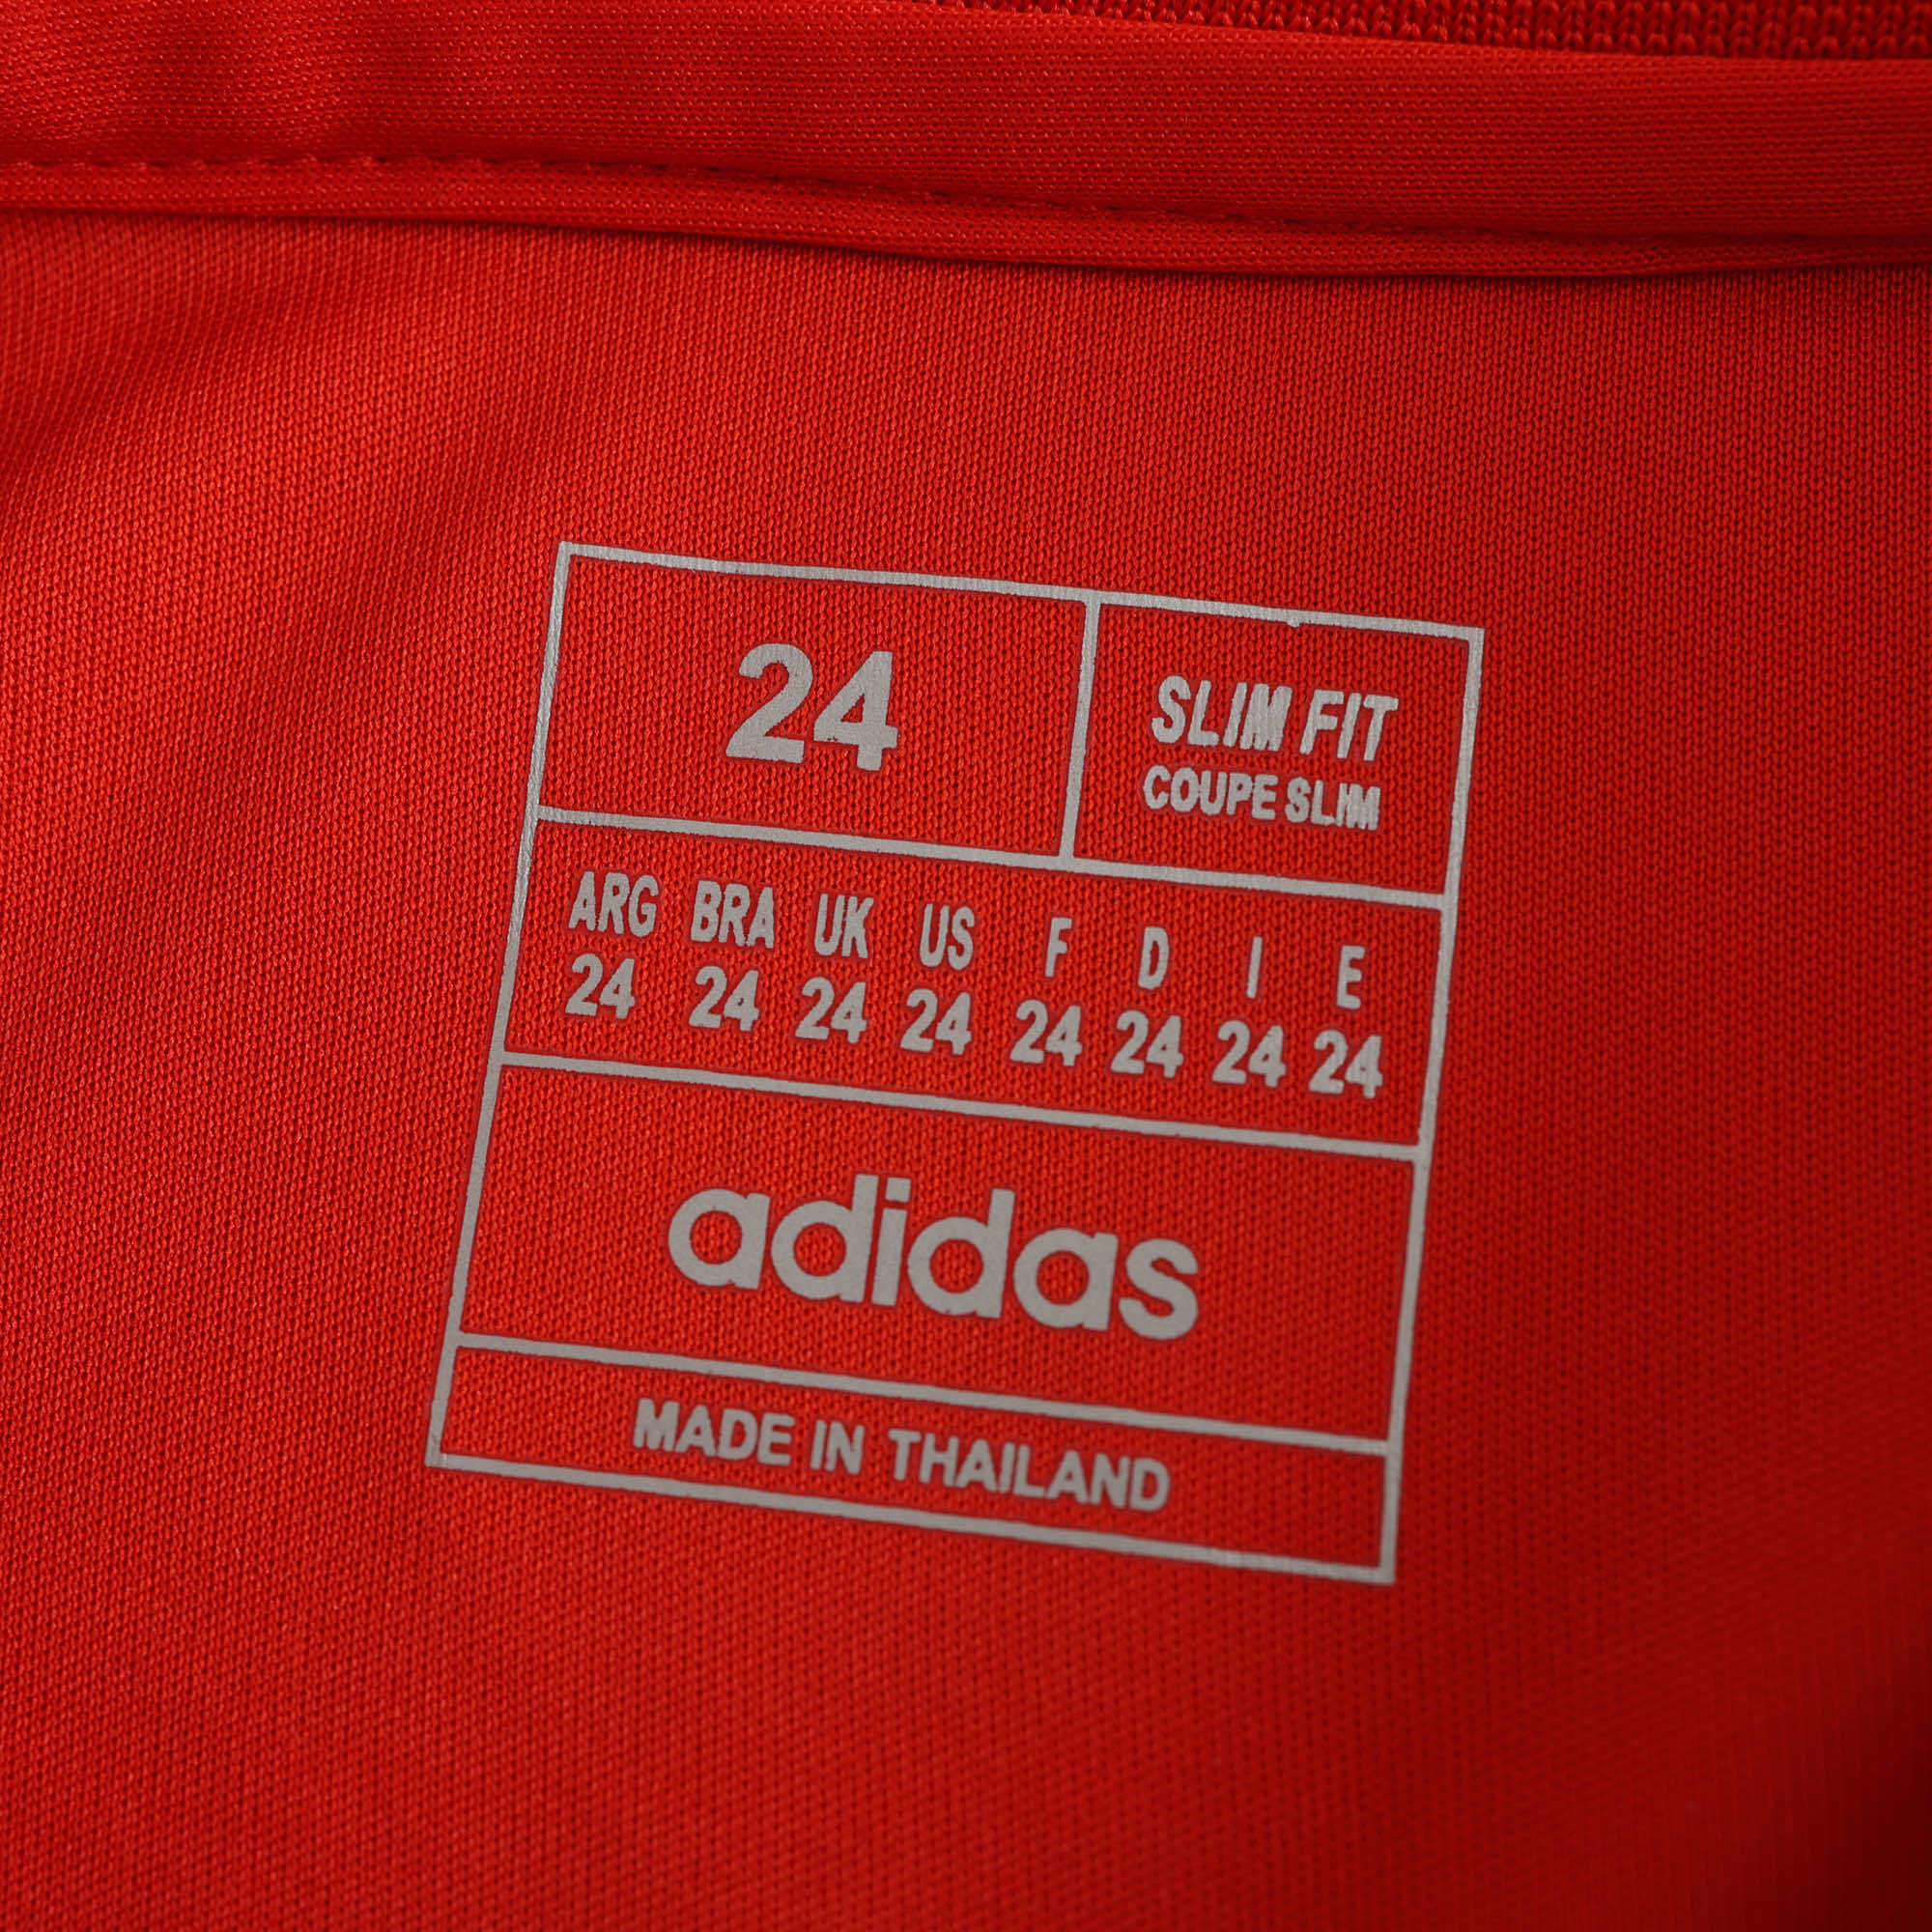 24
SLIM FIT
COUPE SLIM
ARG BRA UK US F D I E
24 24 24 24 24 24 24 24
adidas
MADE IN THAILAND